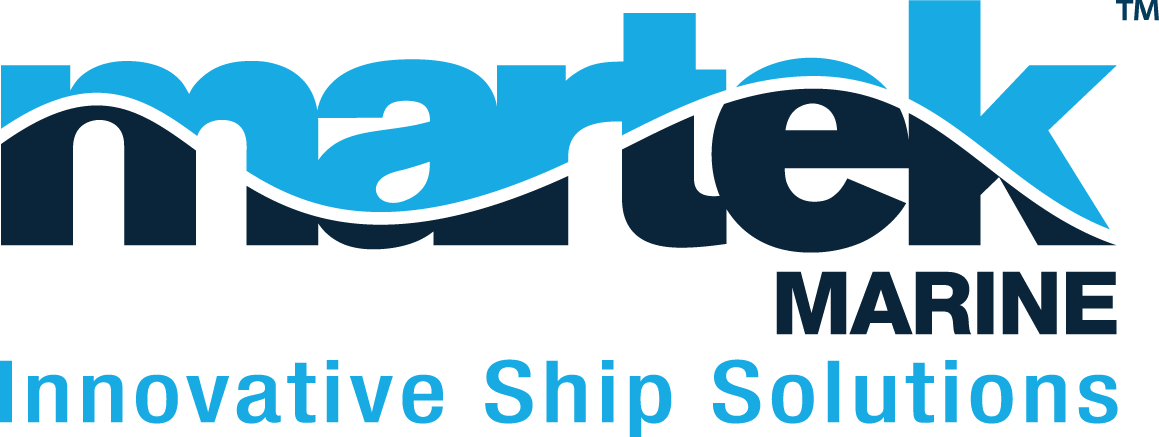 martek™
MARINE
Innovative Ship Solutions